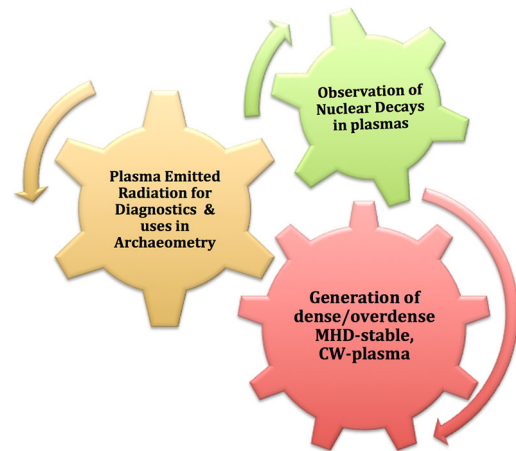 Observation of
Nuclear Decays
in plasmas
Plasma Emitted
Radiation for
Diagnostics &
uses in
Archaeometry
Generation of
dense/overdense
MHD-stable,
CW-plasma